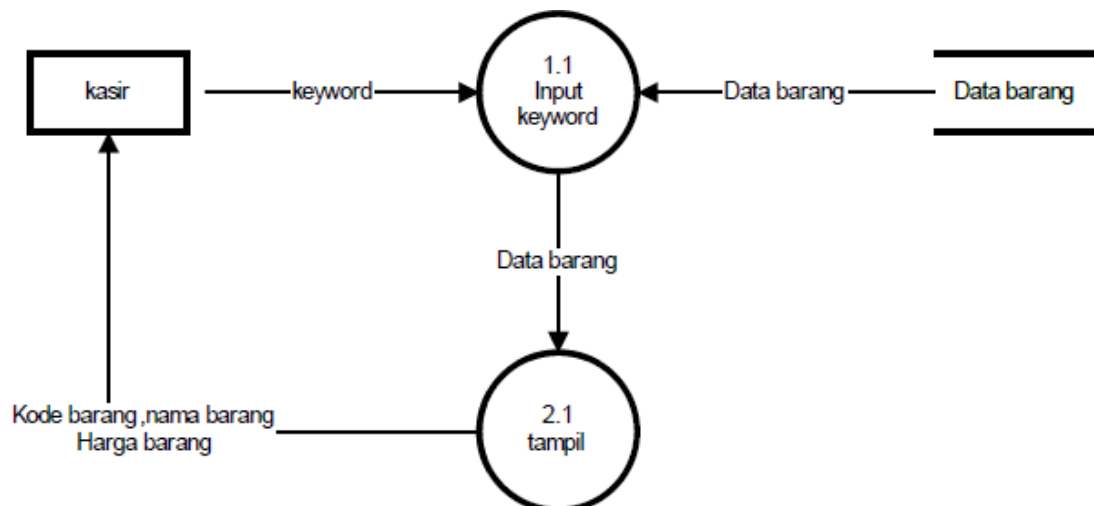 kasir
keyword
1.1
Input
keyword
Data barang
Data barang
Data barang
Kode barang ,nama barang
Harga barang
2.1
tampil